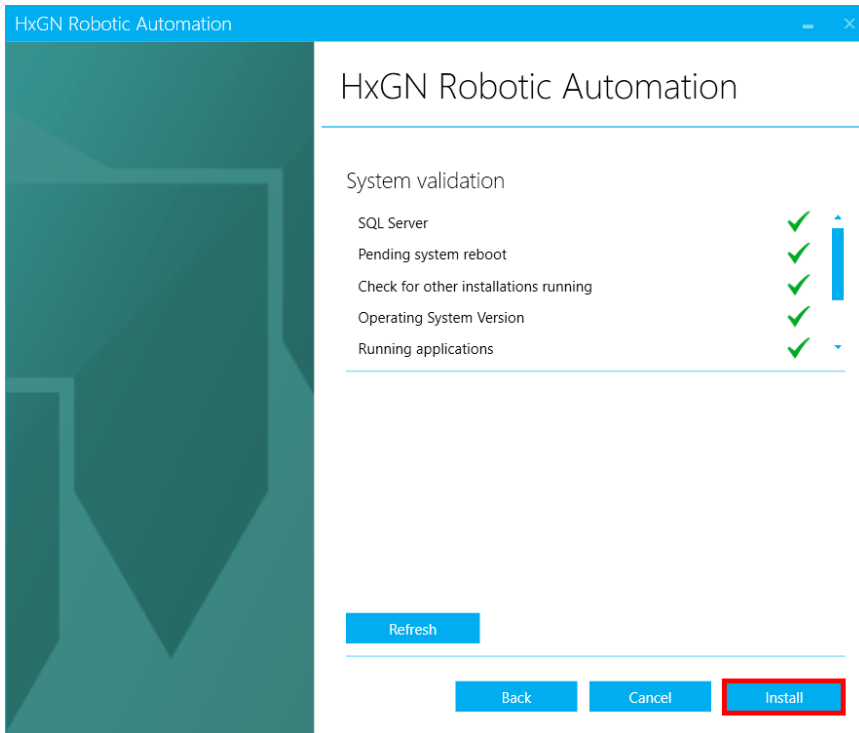 HxGN Robotic Automation
HxGN Robotic Automation
System validation
SQL Server
Pending system reboot
Check for other installations running
Operating System Version
Running applications
Refresh
Back Cancel Install